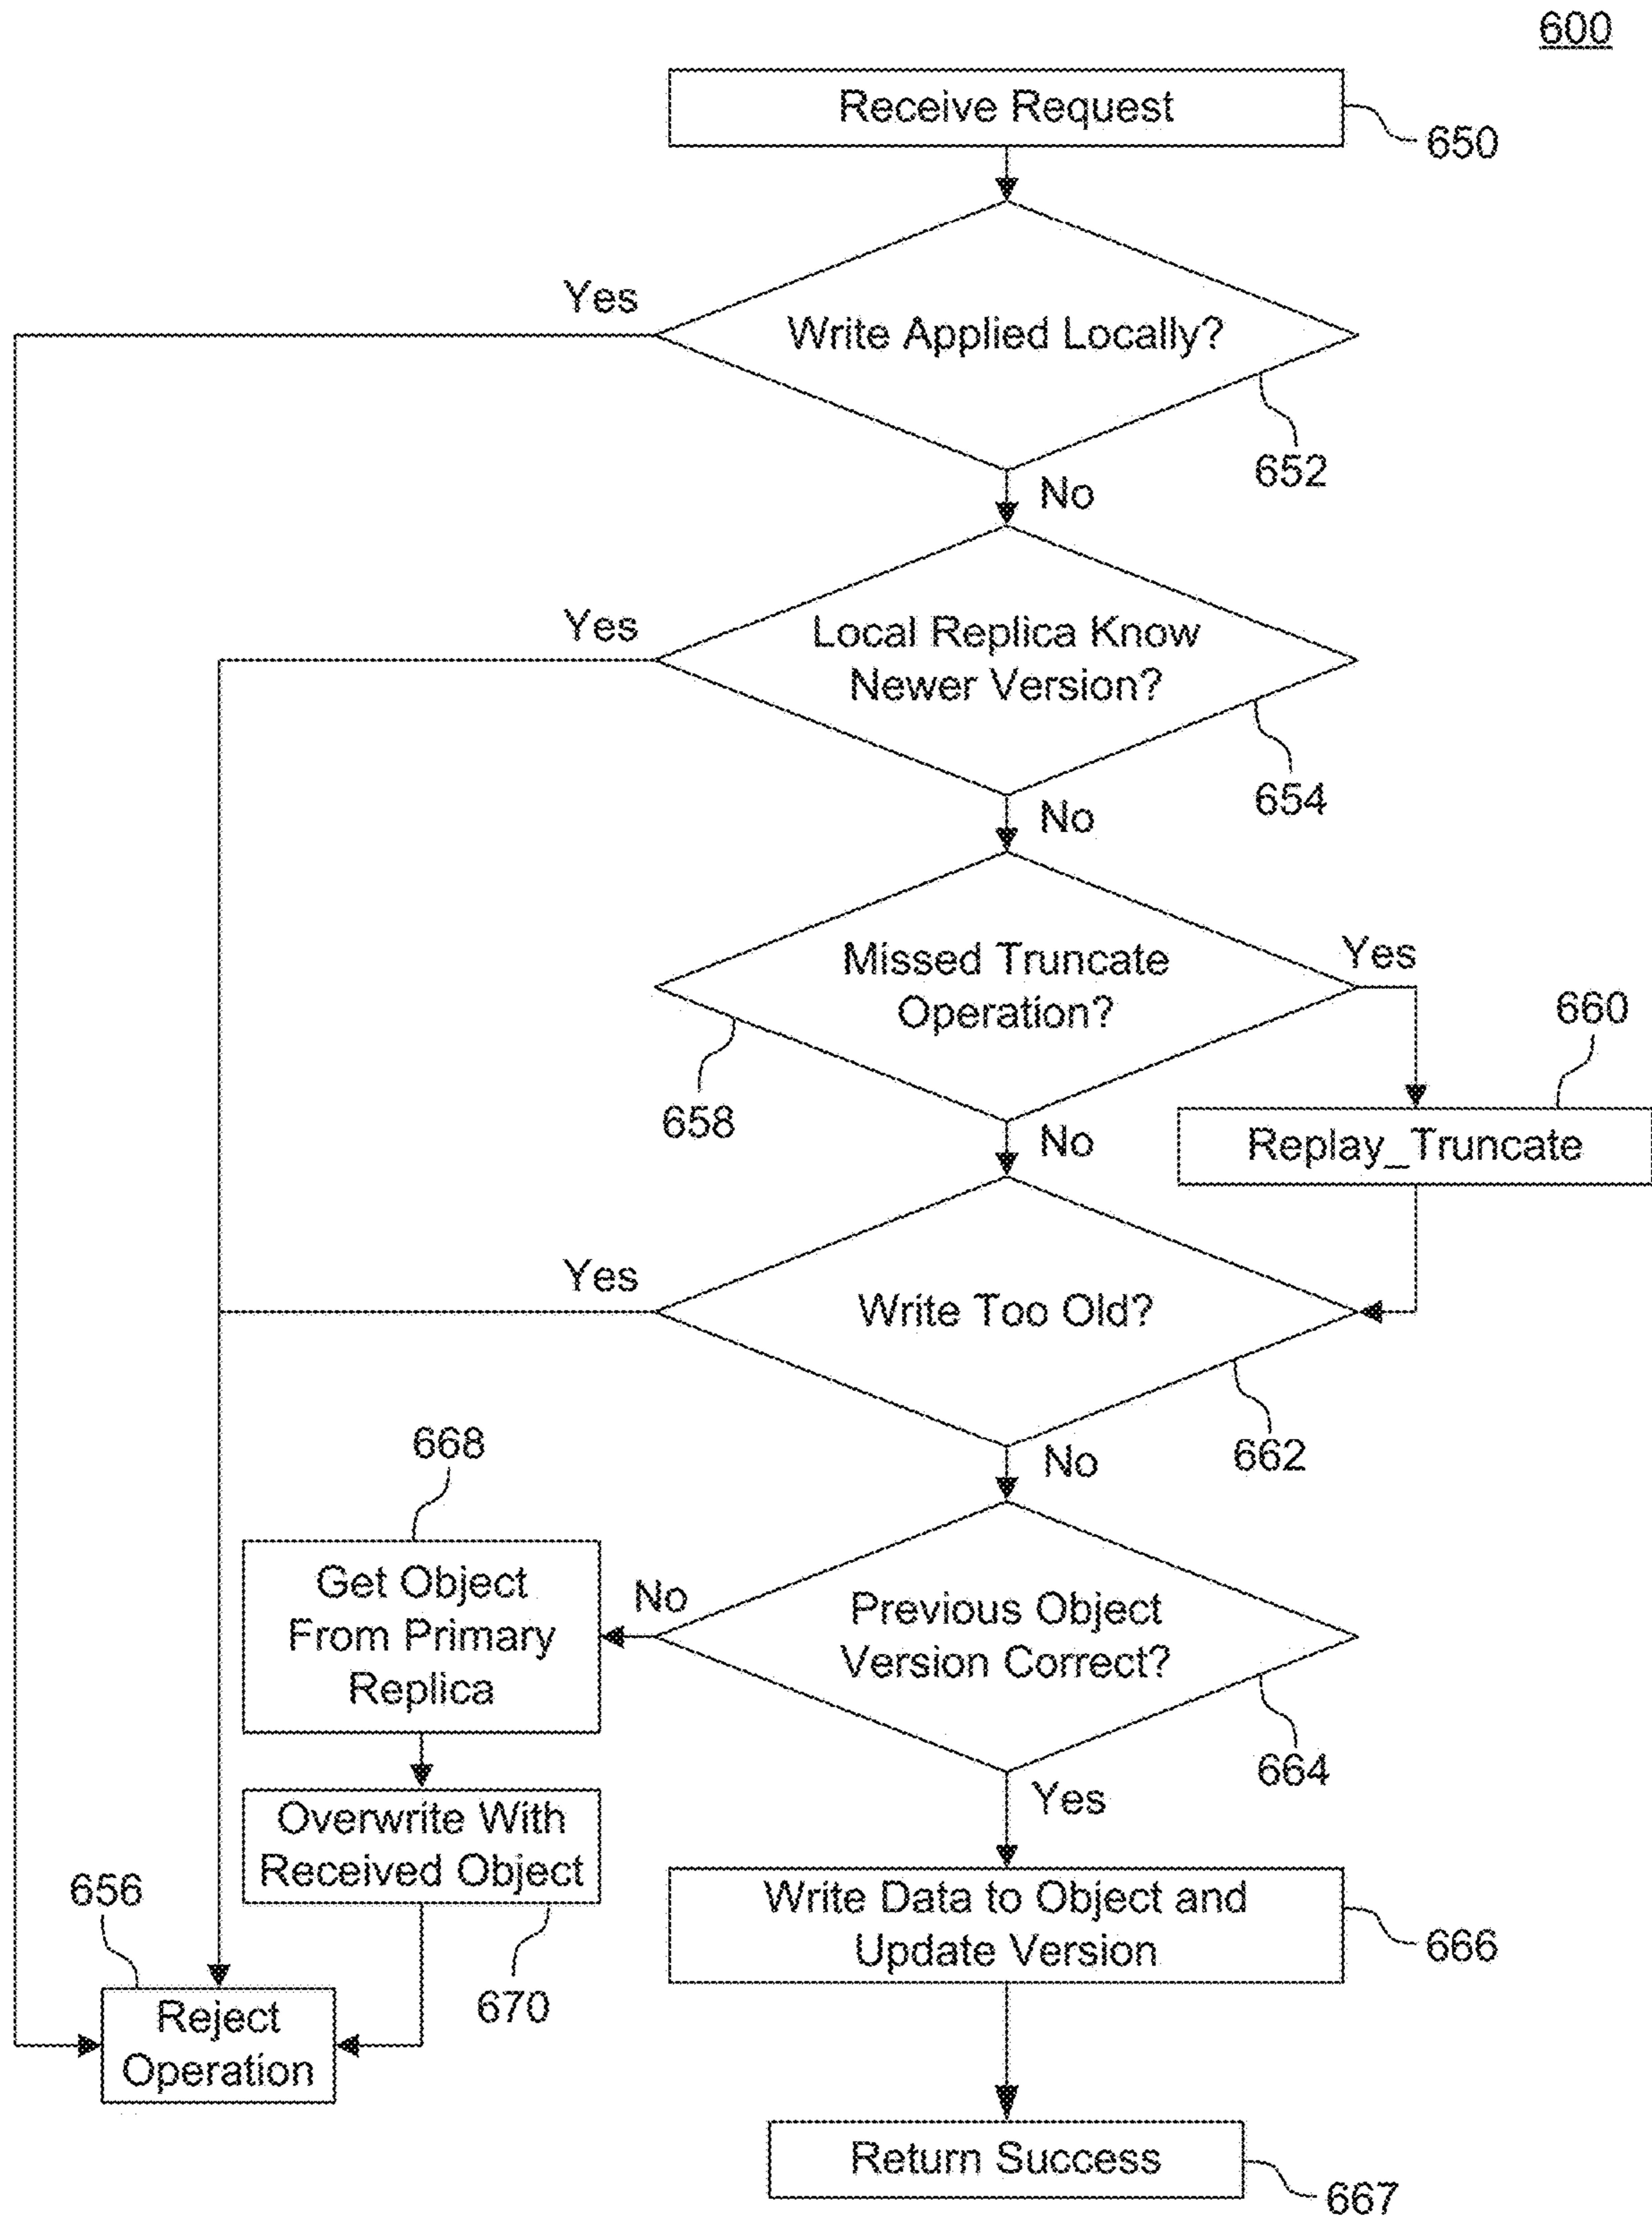 600
Receive Request
650
Yes
Write Applied Locally?
652
No
Yes
Local Replica Know
Newer Version?
654
No
Missed Truncate
Operation?
Yes
658
660
No
Replay_Truncate
Yes
Write Too Old?
662
No
668
Get Object
From Primary
Replica
No
Previous Object
Version Correct?
664
Yes
Overwrite With
Received Object
656
670
Write Data to Object and
Update Version
666
Reject
Operation
Return Success
667